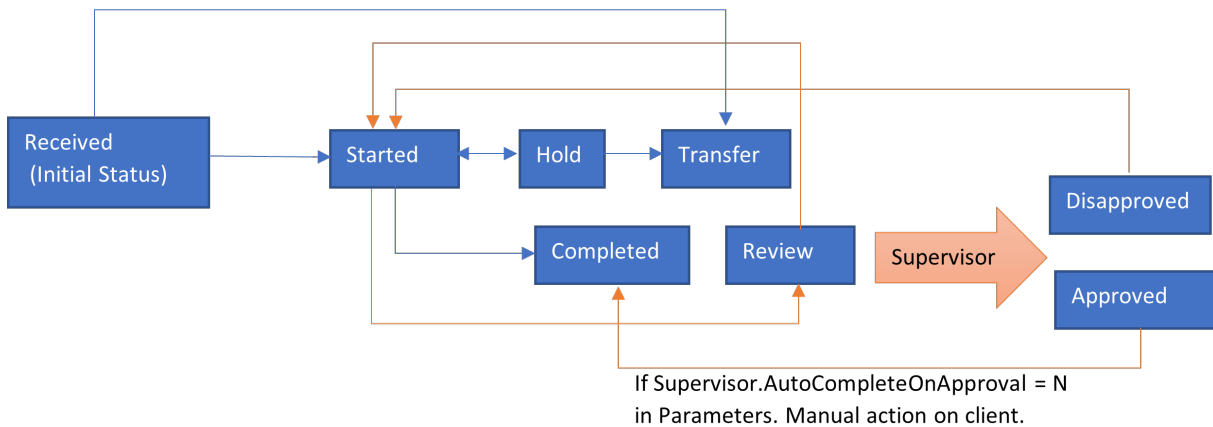 Received
(Initial Status)
Started
Hold
Transfer
Disapproved
Completed
Review
Supervisor
Approved
If Supervisor.AutoCompleteOnApproval = N
in Parameters. Manual action on client.